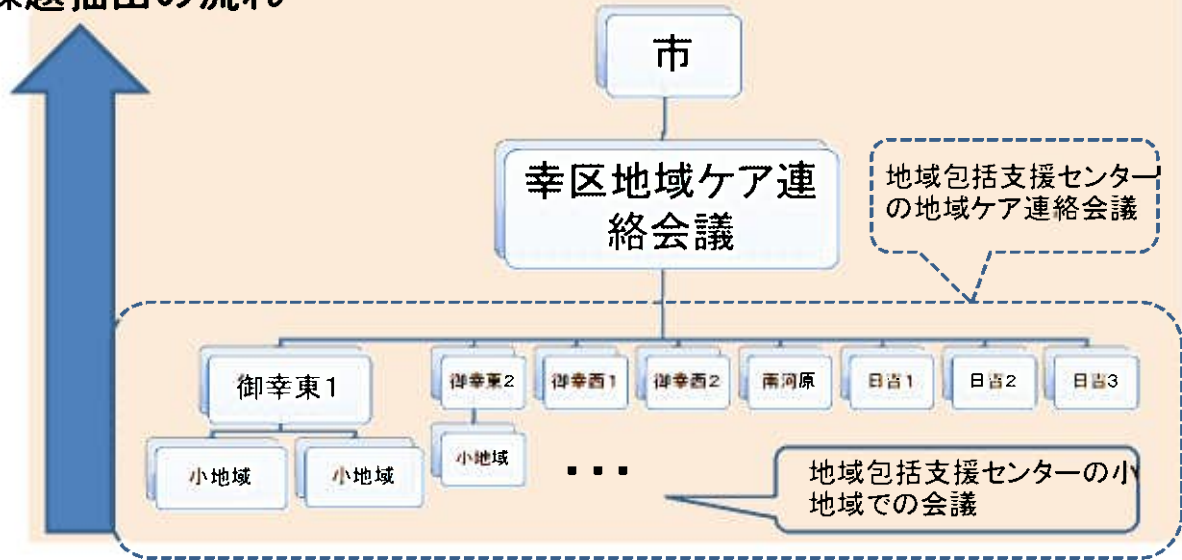 課題抽出の流れ
市
幸区地域ケア連
絡会議
地域包括支援センター
の地域ケア連絡会議
御幸東1
御幸東2
御幸西1
御幸西2
南河原
日吉1
日吉2
日吉3
小地域
小地域
小地域
･･･
地域包括支援センターの小
地域での会議